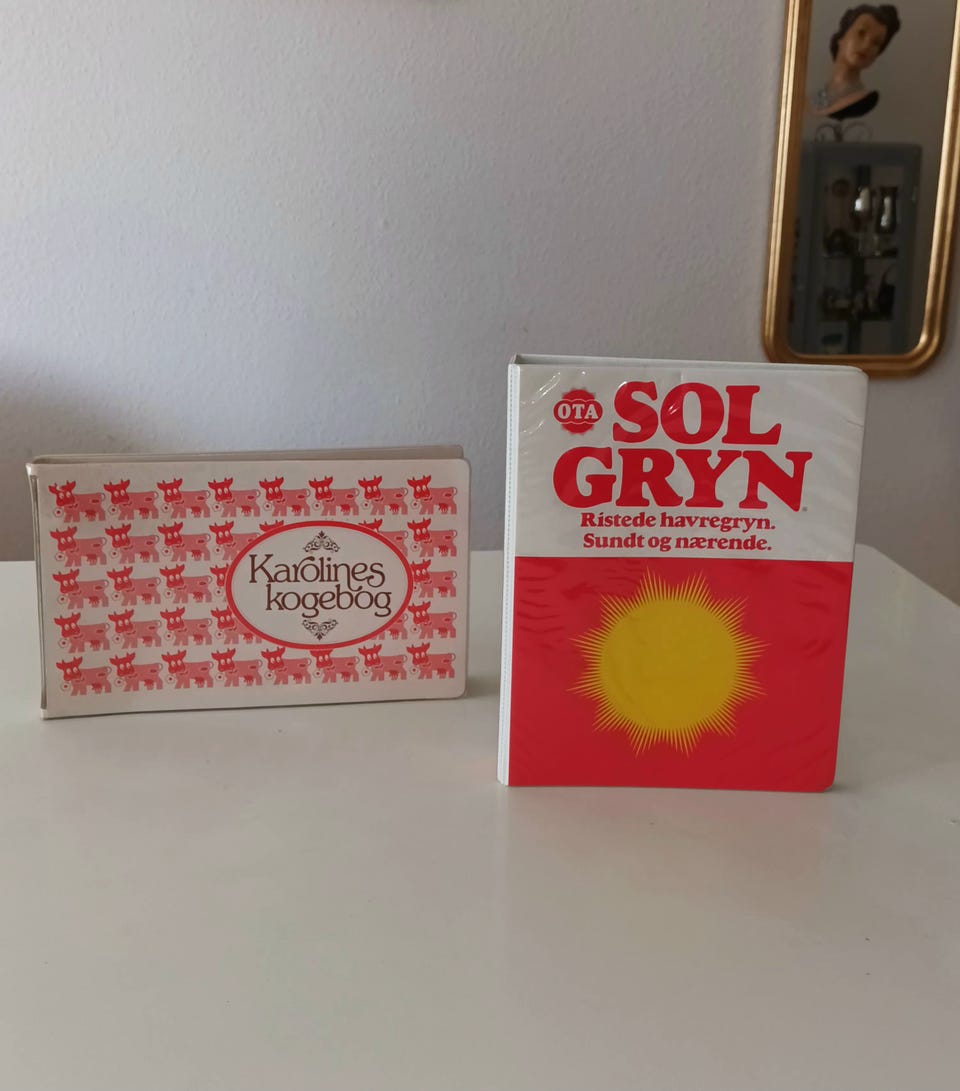 Karolines
kogebog
OTA
SOL
GRYN
Ristede havregryn.
Sundt og nærende.